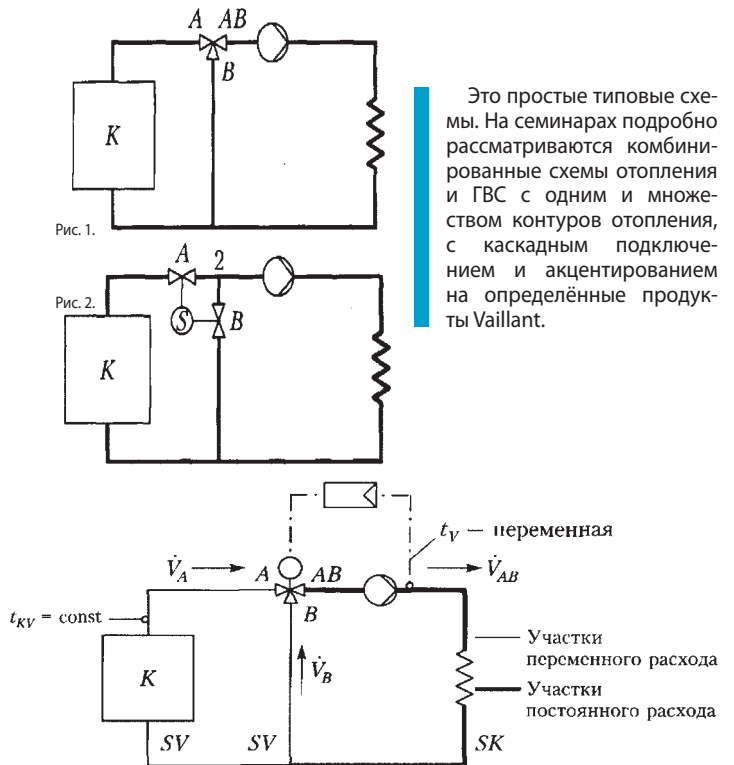 A AB
B
K
Рис. 1.
Это простые типовые схе-
мы. На семинарах подробно
рассматриваются комбини-
рованные схемы отопления
и ГВС с одним и множе-
ством контуров отопления,
с каскадным подключе-
нием и акцентированием
на определённые продук-
ты Vaillant.
A 2
Рис. 2.
S B
K
t_V — переменная
V̇_A A AB V̇_AB
B
t_KV = const
V̇_B
K
Участки
переменного расхода
Участки
постоянного расхода
SV SV SK